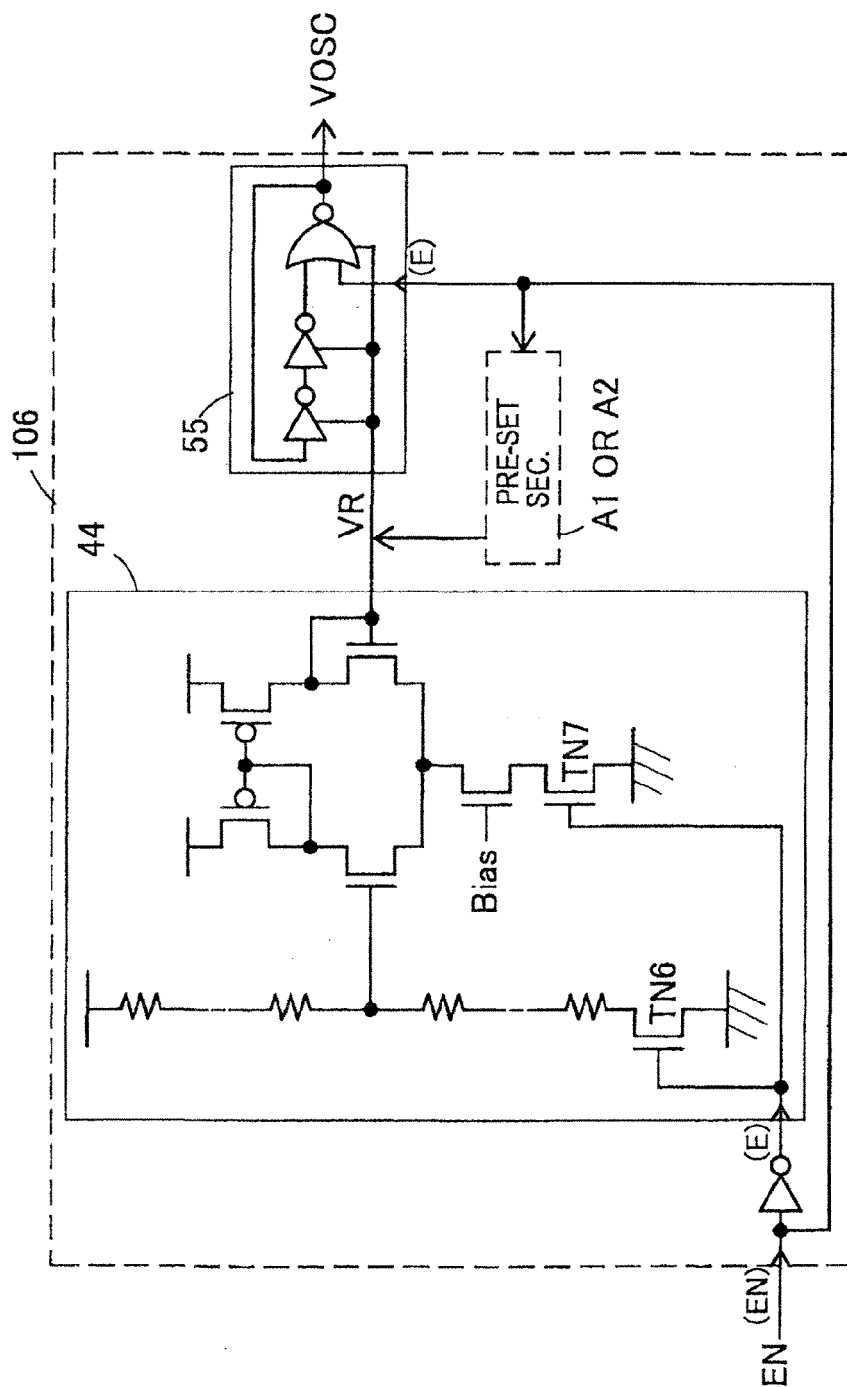 106
44
55
VOSC
VR
(E)
PRE-SET
SEC.
A1 OR A2
Bias
TN7
TN6
(E)
(EN)
EN